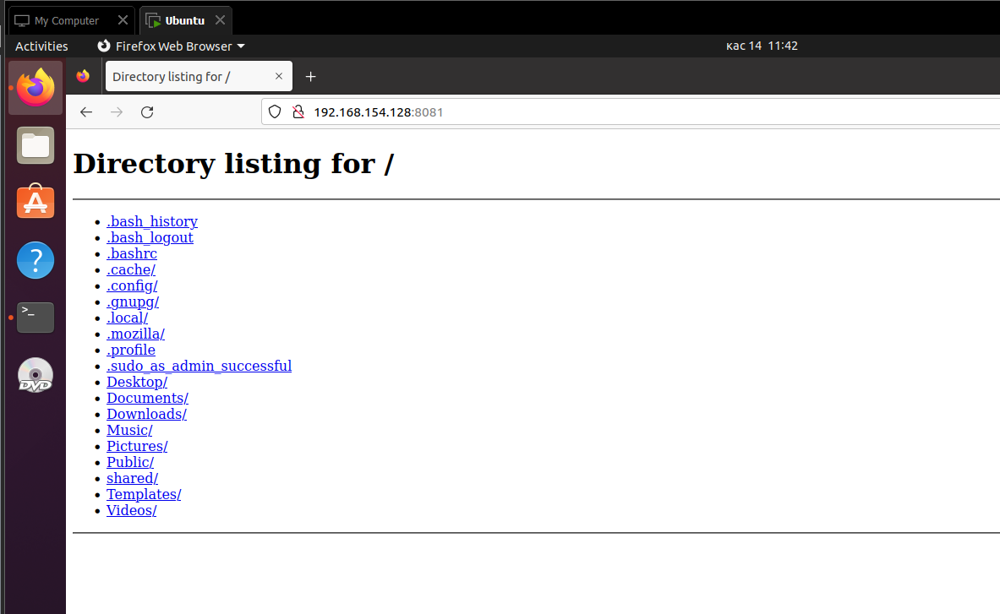 My Computer
Ubuntu
Activities
Firefox Web Browser
кас 14 11:42
Directory listing for /
192.168.154.128:8081
Directory listing for /
.bash_history
.bash_logout
.bashrc
.cache/
.config/
.gnupg/
.local/
.mozilla/
.profile
.sudo_as_admin_successful
Desktop/
Documents/
Downloads/
Music/
Pictures/
Public/
shared/
Templates/
Videos/
>_
DVD